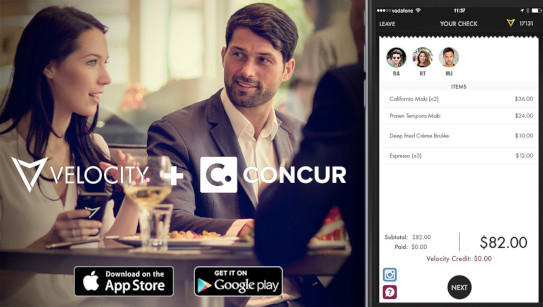 VELOCITY + CONCUR
Download on the
App Store
GET IT ON
Google play
vodafone 11:37
LEAVE YOUR CHECK 17131
RA RT MJ
ITEMS
California Maki (x2) $36.00
Prawn Tempura Maki $24.00
Deep Fried Crème Brulée $10.00
Espresso (x3) $12.00
Subtotal: $82.00
Paid: $0.00
$82.00
Velocity Credit: $0.00
?
NEXT